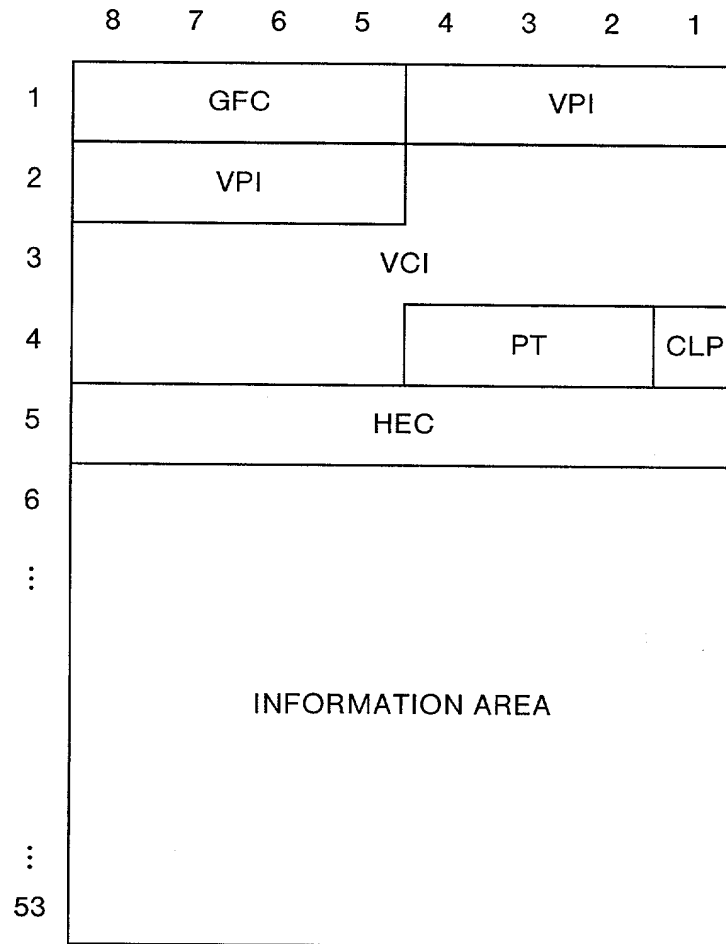 8 7 6 5 4 3 2 1
1 GFC VPI
2 VPI
3 VCI
4 PT CLP
5 HEC
6
⋮
INFORMATION AREA
⋮
53